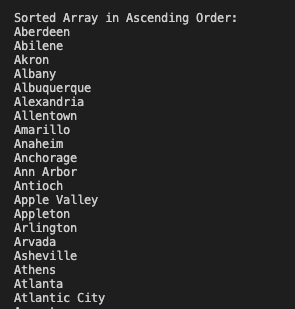 Sorted Array in Ascending Order:
Aberdeen
Abilene
Akron
Albany
Albuquerque
Alexandria
Allentown
Amarillo
Anaheim
Anchorage
Ann Arbor
Antioch
Apple Valley
Appleton
Arlington
Arvada
Asheville
Athens
Atlanta
Atlantic City